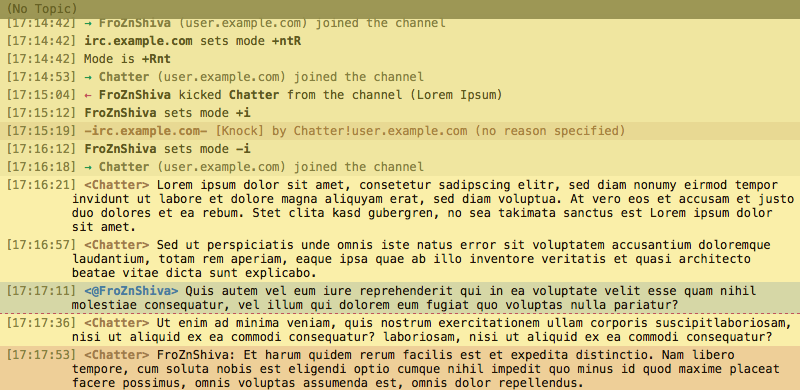 (No Topic)
[17:14:42] → FroZnShiva (user.example.com) joined the channel
[17:14:42] irc.example.com sets mode +ntR
[17:14:42] Mode is +Rnt
[17:14:53] → Chatter (user.example.com) joined the channel
[17:15:04] ← FroZnShiva kicked Chatter from the channel (Lorem Ipsum)
[17:15:12] FroZnShiva sets mode +i
[17:15:19] -irc.example.com- [Knock] by Chatter!user.example.com (no reason specified)
[17:16:12] FroZnShiva sets mode -i
[17:16:18] → Chatter (user.example.com) joined the channel
[17:16:21] <Chatter> Lorem ipsum dolor sit amet, consetetur sadipscing elitr, sed diam nonumy eirmod tempor
invidunt ut labore et dolore magna aliquyam erat, sed diam voluptua. At vero eos et accusam et justo
duo dolores et ea rebum. Stet clita kasd gubergren, no sea takimata sanctus est Lorem ipsum dolor
sit amet.
[17:16:57] <Chatter> Sed ut perspiciatis unde omnis iste natus error sit voluptatem accusantium doloremque
laudantium, totam rem aperiam, eaque ipsa quae ab illo inventore veritatis et quasi architecto
beatae vitae dicta sunt explicabo.
[17:17:11] <@FroZnShiva> Quis autem vel eum iure reprehenderit qui in ea voluptate velit esse quam nihil
molestiae consequatur, vel illum qui dolorem eum fugiat quo voluptas nulla pariatur?
[17:17:36] <Chatter> Ut enim ad minima veniam, quis nostrum exercitationem ullam corporis suscipitlaboriosam,
nisi ut aliquid ex ea commodi consequatur? laboriosam, nisi ut aliquid ex ea commodi consequatur?
[17:17:53] <Chatter> FroZnShiva: Et harum quidem rerum facilis est et expedita distinctio. Nam libero
tempore, cum soluta nobis est eligendi optio cumque nihil impedit quo minus id quod maxime placeat
facere possimus, omnis voluptas assumenda est, omnis dolor repellendus.